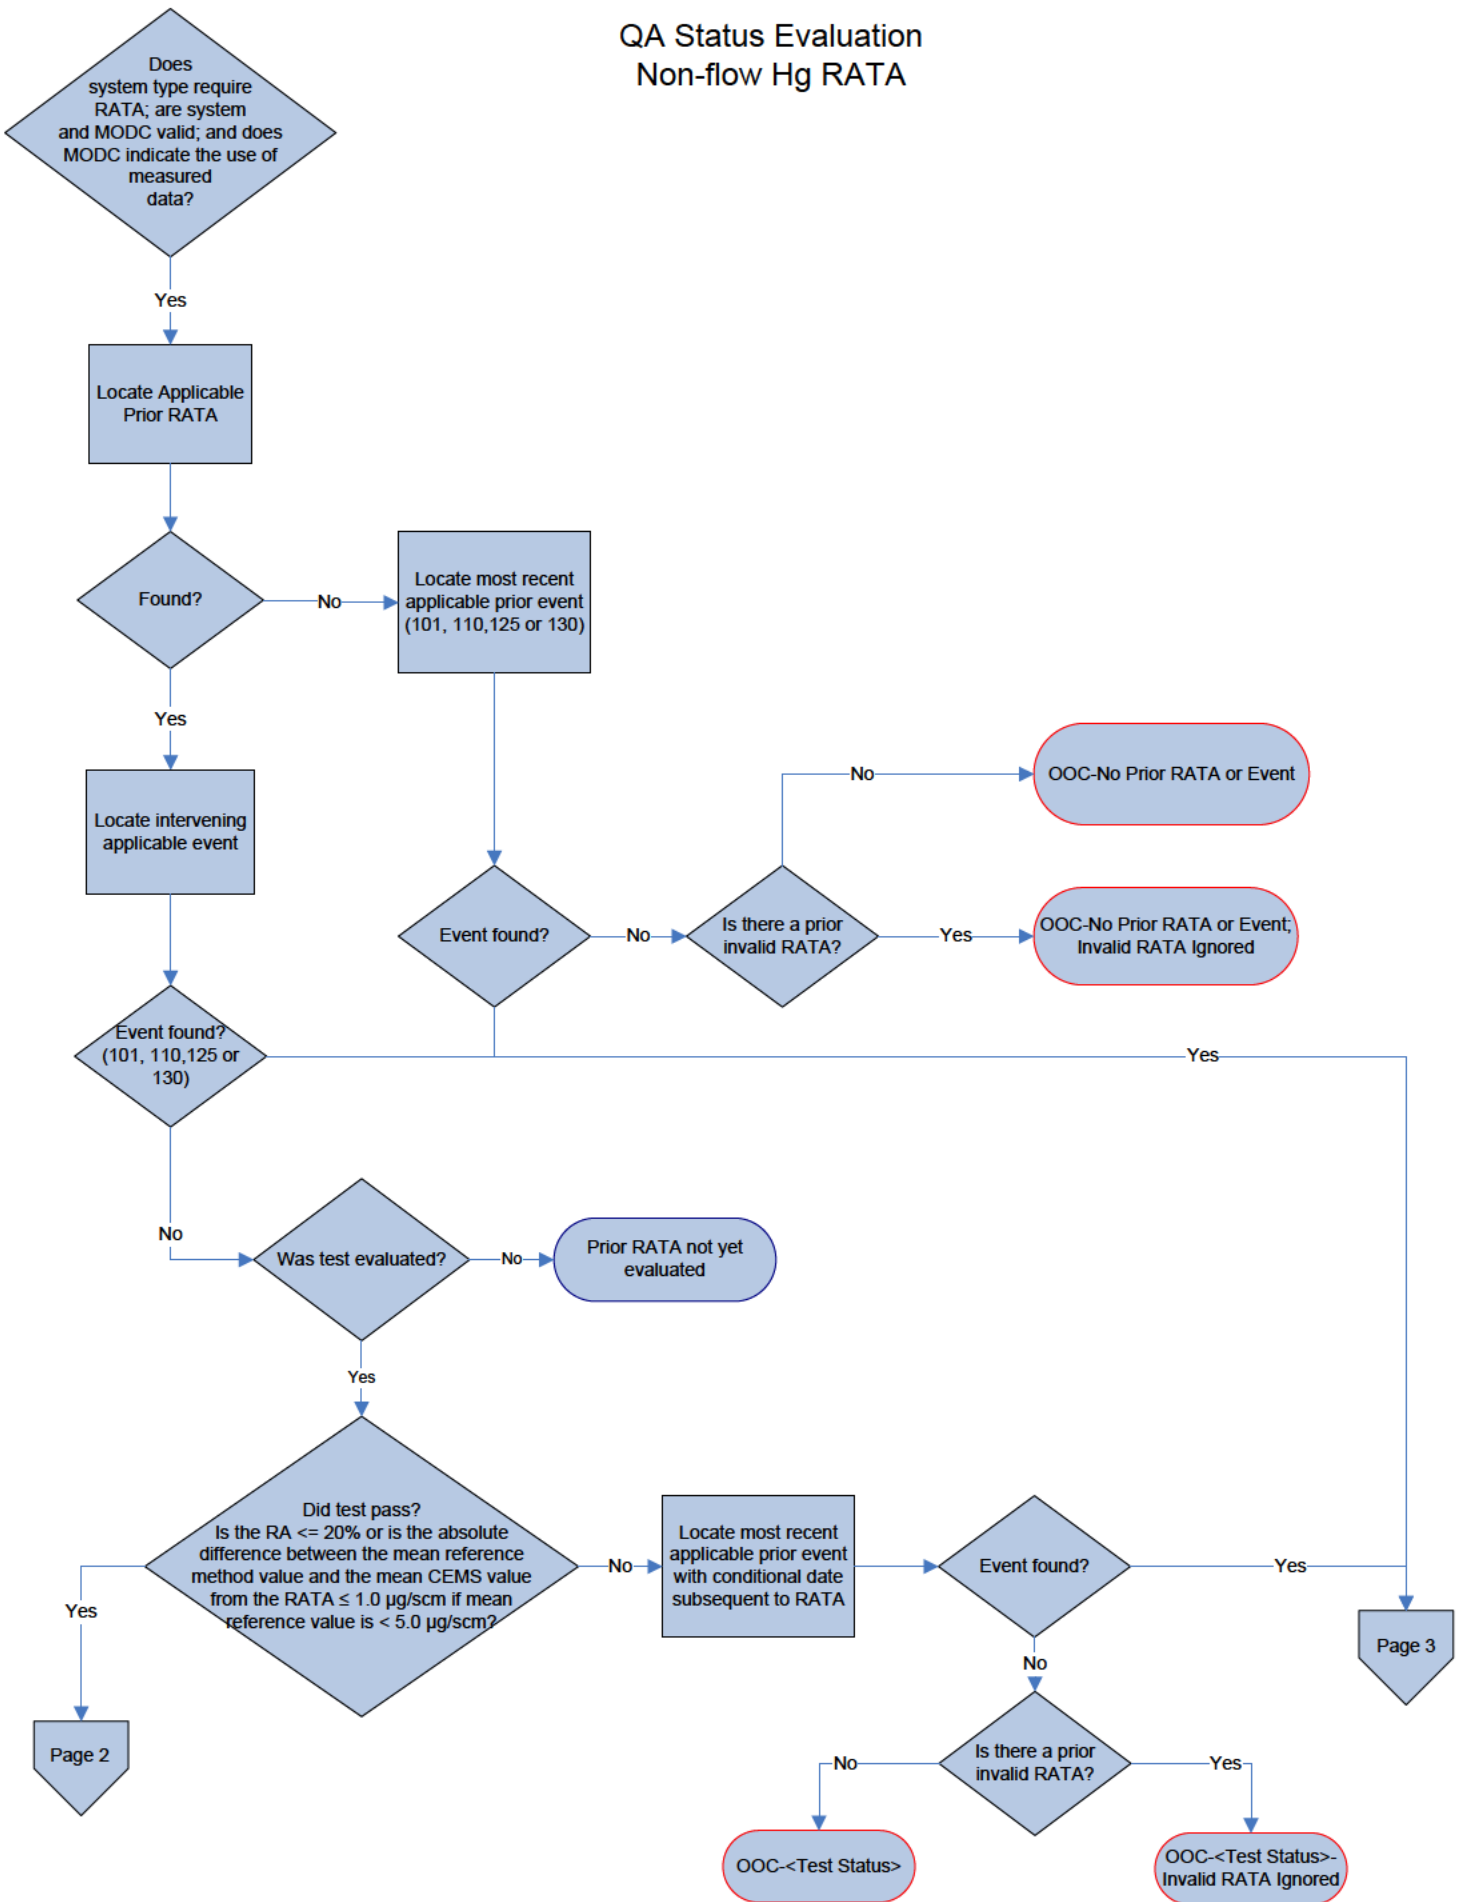 QA Status Evaluation
Non-flow Hg RATA
Does
system type require
RATA; are system
and MODC valid; and does
MODC indicate the use of
measured
data?
Yes
Locate Applicable
Prior RATA
Found?
No
Locate most recent
applicable prior event
(101, 110,125 or 130)
Yes
Locate intervening
applicable event
No
OOC-No Prior RATA or Event
Event found?
No
Is there a prior
invalid RATA?
Yes
OOC-No Prior RATA or Event;
Invalid RATA Ignored
Event found?
(101, 110,125 or
130)
Yes
No
Was test evaluated?
No
Prior RATA not yet
evaluated
Yes
Did test pass?
Is the RA <= 20% or is the absolute
difference between the mean reference
method value and the mean CEMS value
from the RATA ≤ 1.0 μg/scm if mean
reference value is < 5.0 μg/scm?
No
Locate most recent
applicable prior event
with conditional date
subsequent to RATA
Event found?
Yes
Yes
Page 3
No
Page 2
Is there a prior
invalid RATA?
No
Yes
OOC-<Test Status>
OOC-<Test Status>-
Invalid RATA Ignored